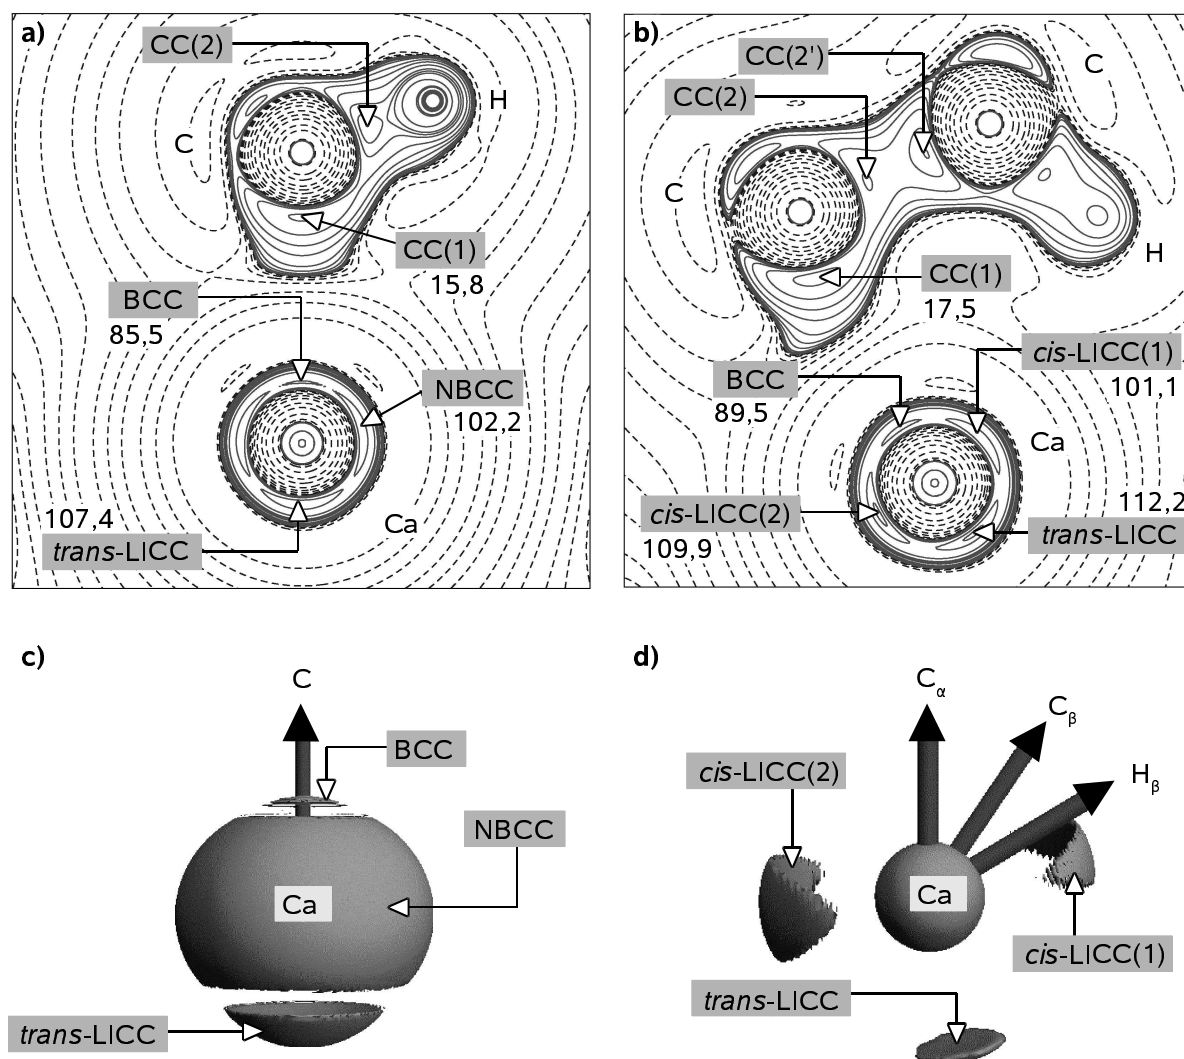 a)
CC(2)
H
C
CC(1)
15,8
BCC
85,5
NBCC
102,2
107,4
trans-LICC
Ca
b)
CC(2')
C
CC(2)
C
H
CC(1)
17,5
cis-LICC(1)
101,1
BCC
89,5
Ca
cis-LICC(2)
109,9
112,2
trans-LICC
c)
C
BCC
NBCC
Ca
trans-LICC
d)
Cα
Cβ
Hβ
cis-LICC(2)
Ca
cis-LICC(1)
trans-LICC